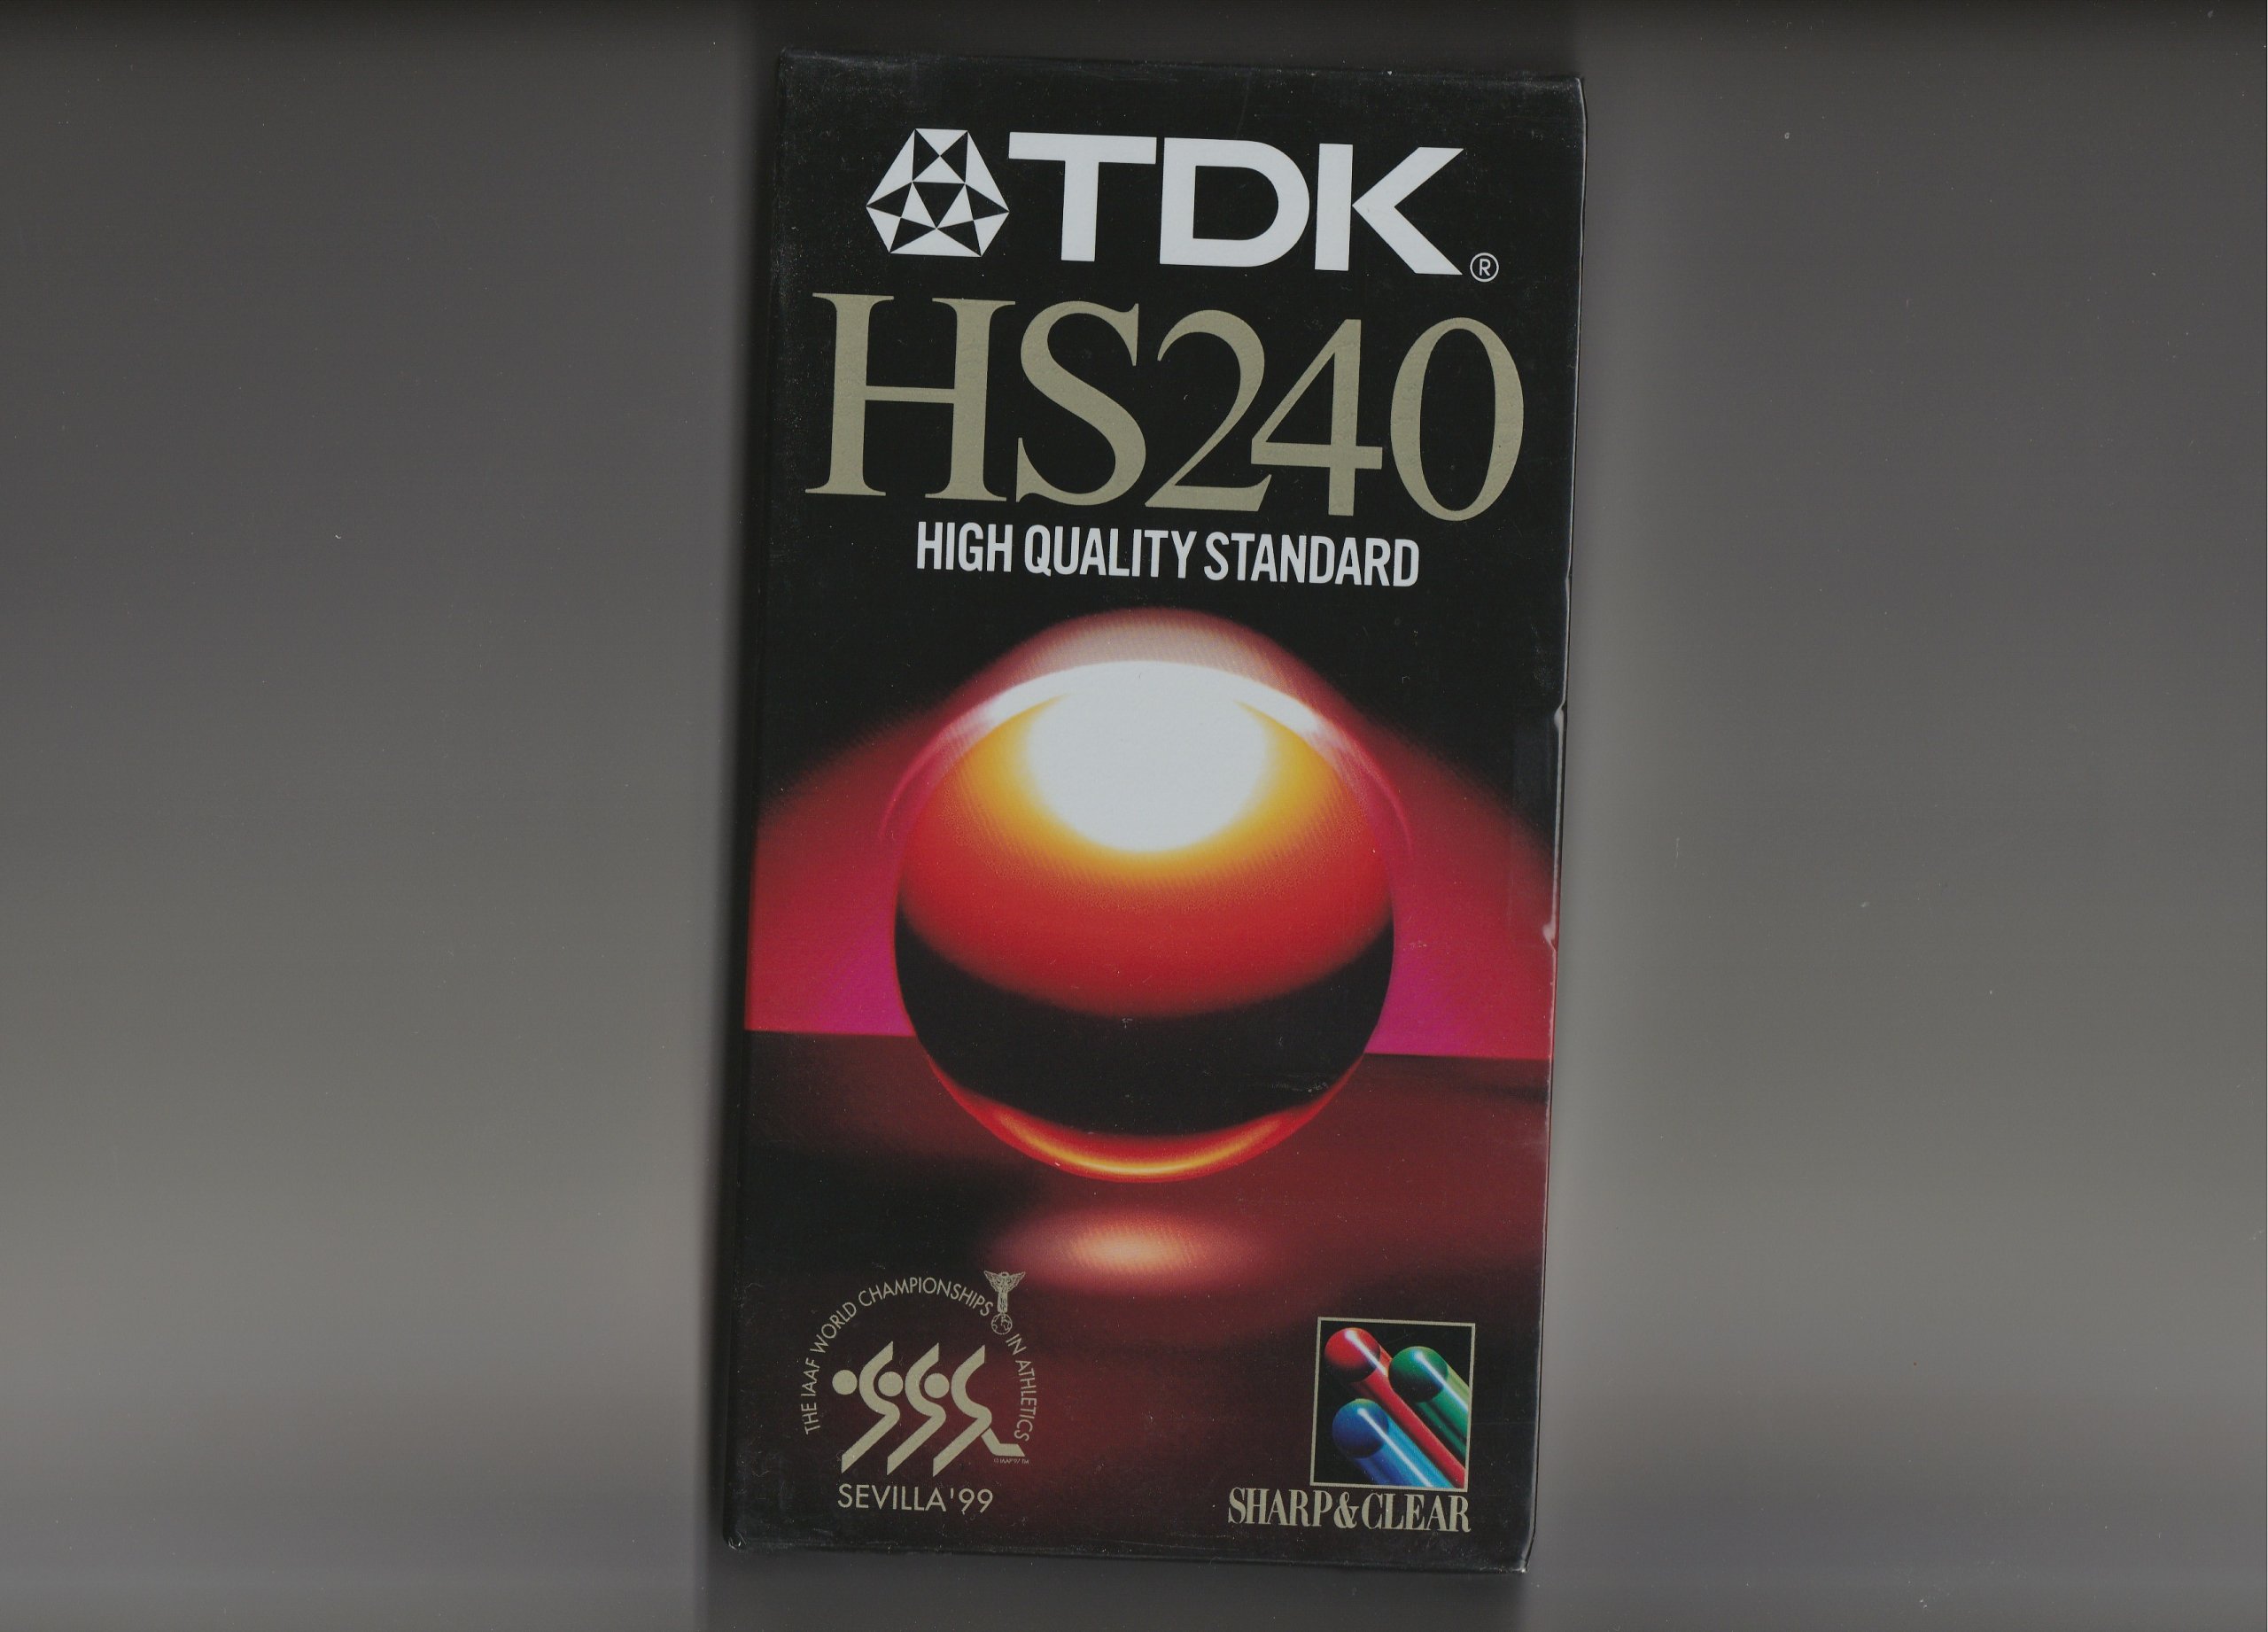 TDK®
HS240
HIGH QUALITY STANDARD
THE IAAF WORLD CHAMPIONSHIPS IN ATHLETICS
SEVILLA '99
SHARP&CLEAR